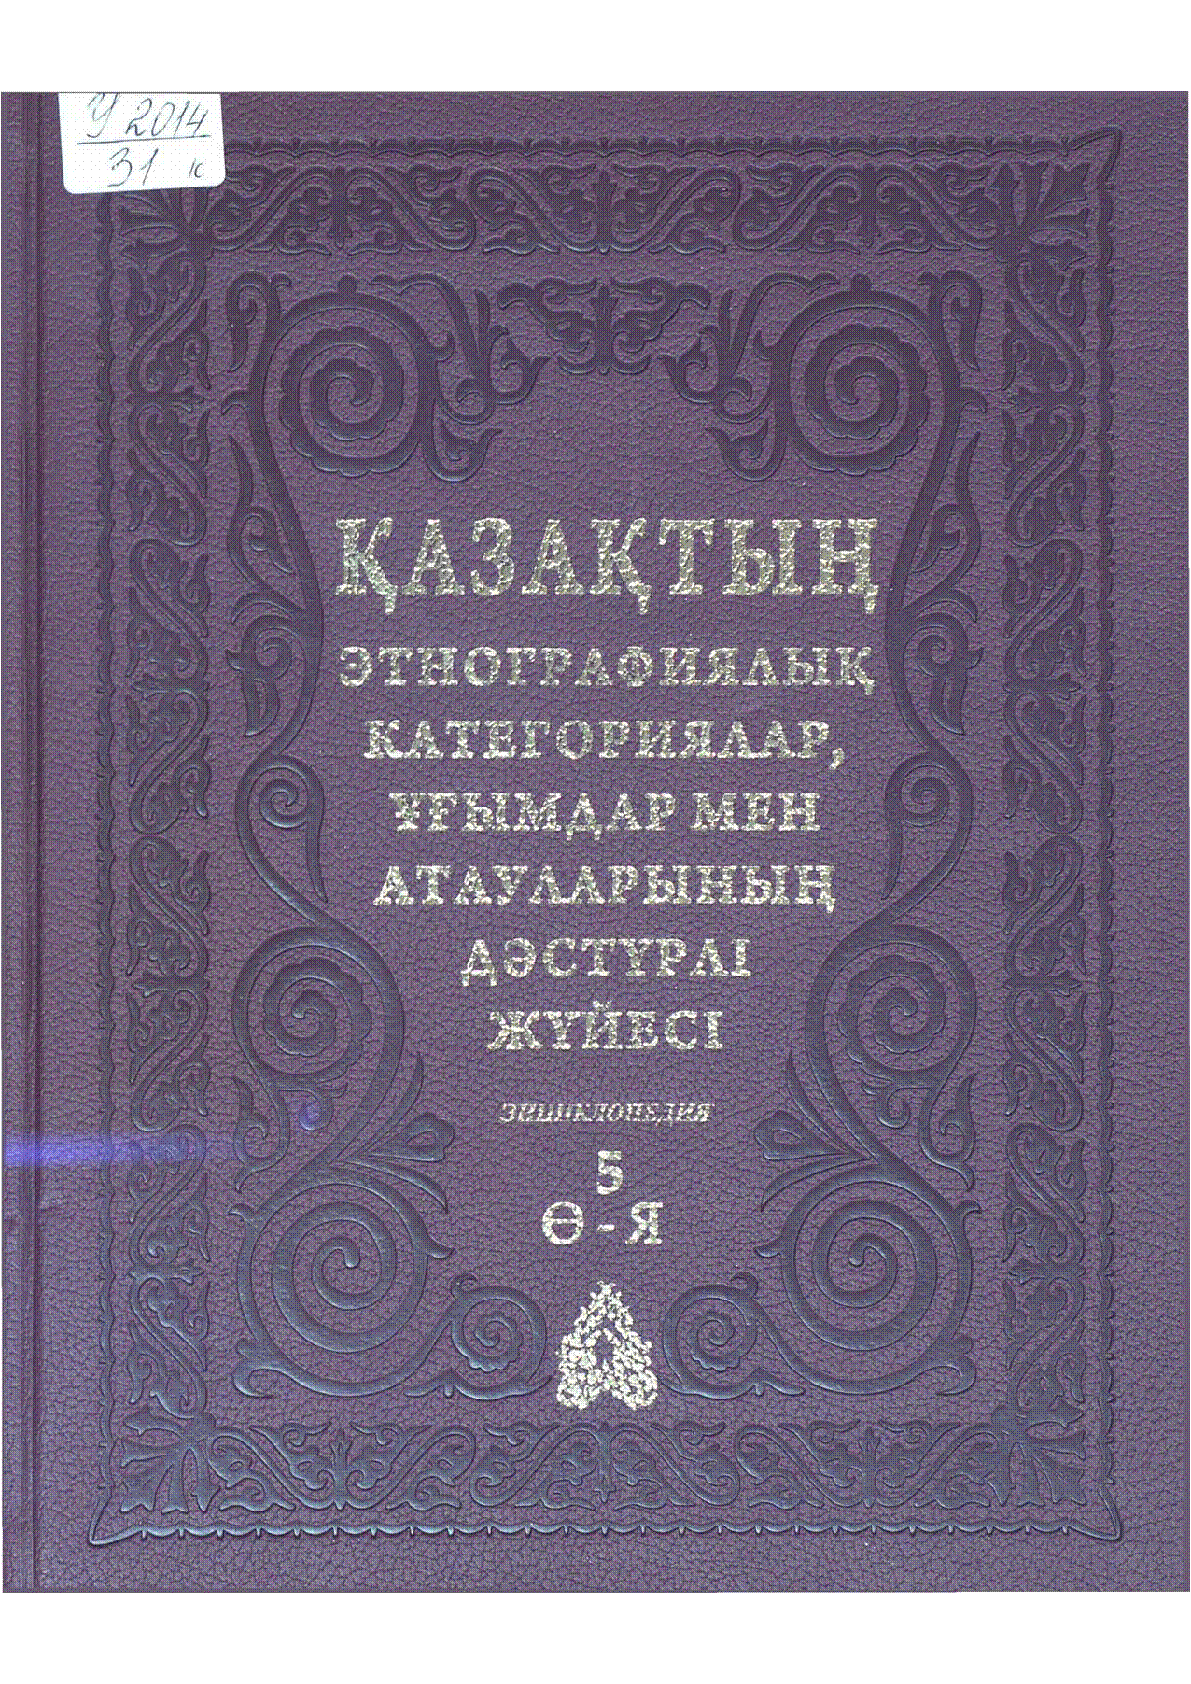 У 2014
31 к
ҚАЗАҚТЫҢ
ЭТНОГРАФИЯЛЫҚ
КАТЕГОРИЯЛАР,
ҰҒЫМДАР МЕН
АТАУЛАРЫНЫҢ
ДӘСТҮРЛІ
ЖҮЙЕСІ
ЭНЦИКЛОПЕДИЯ
5
Ө - Я